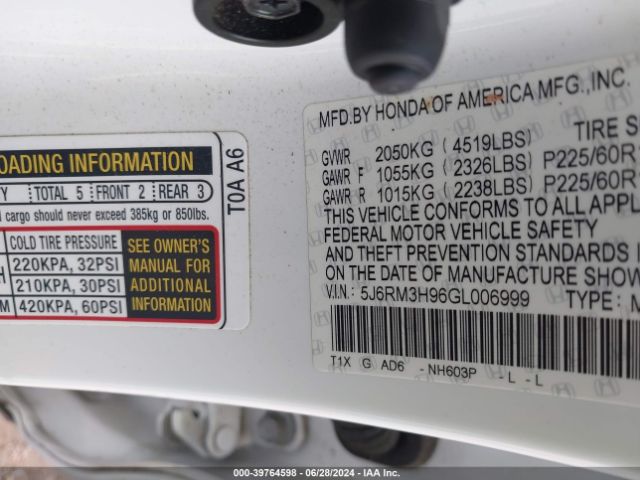 LOADING INFORMATION
TOTAL 5 FRONT 2 REAR 3
cargo should never exceed 385kg or 850lbs.
COLD TIRE PRESSURE
220KPA, 32PSI
210KPA, 30PSI
420KPA, 60PSI
SEE OWNER'S
MANUAL FOR
ADDITIONAL
INFORMATION
T0A A6
MFD.BY HONDA OF AMERICA MFG.,INC.
GVWR 2050KG (4519LBS) TIRE
GAWR F 1055KG (2326LBS) P225/60R
GAWR R 1015KG (2238LBS) P225/60R
THIS VEHICLE CONFORMS TO ALL
FEDERAL MOTOR VEHICLE SAFETY
AND THEFT PREVENTION STANDARDS
ON THE DATE OF MANUFACTURE
V.I.N: 5J6RM3H96GL006999 TYPE:
T1X G AD6 -NH603P -L -L
000-39764598 - 06/28/2024 - IAA Inc.